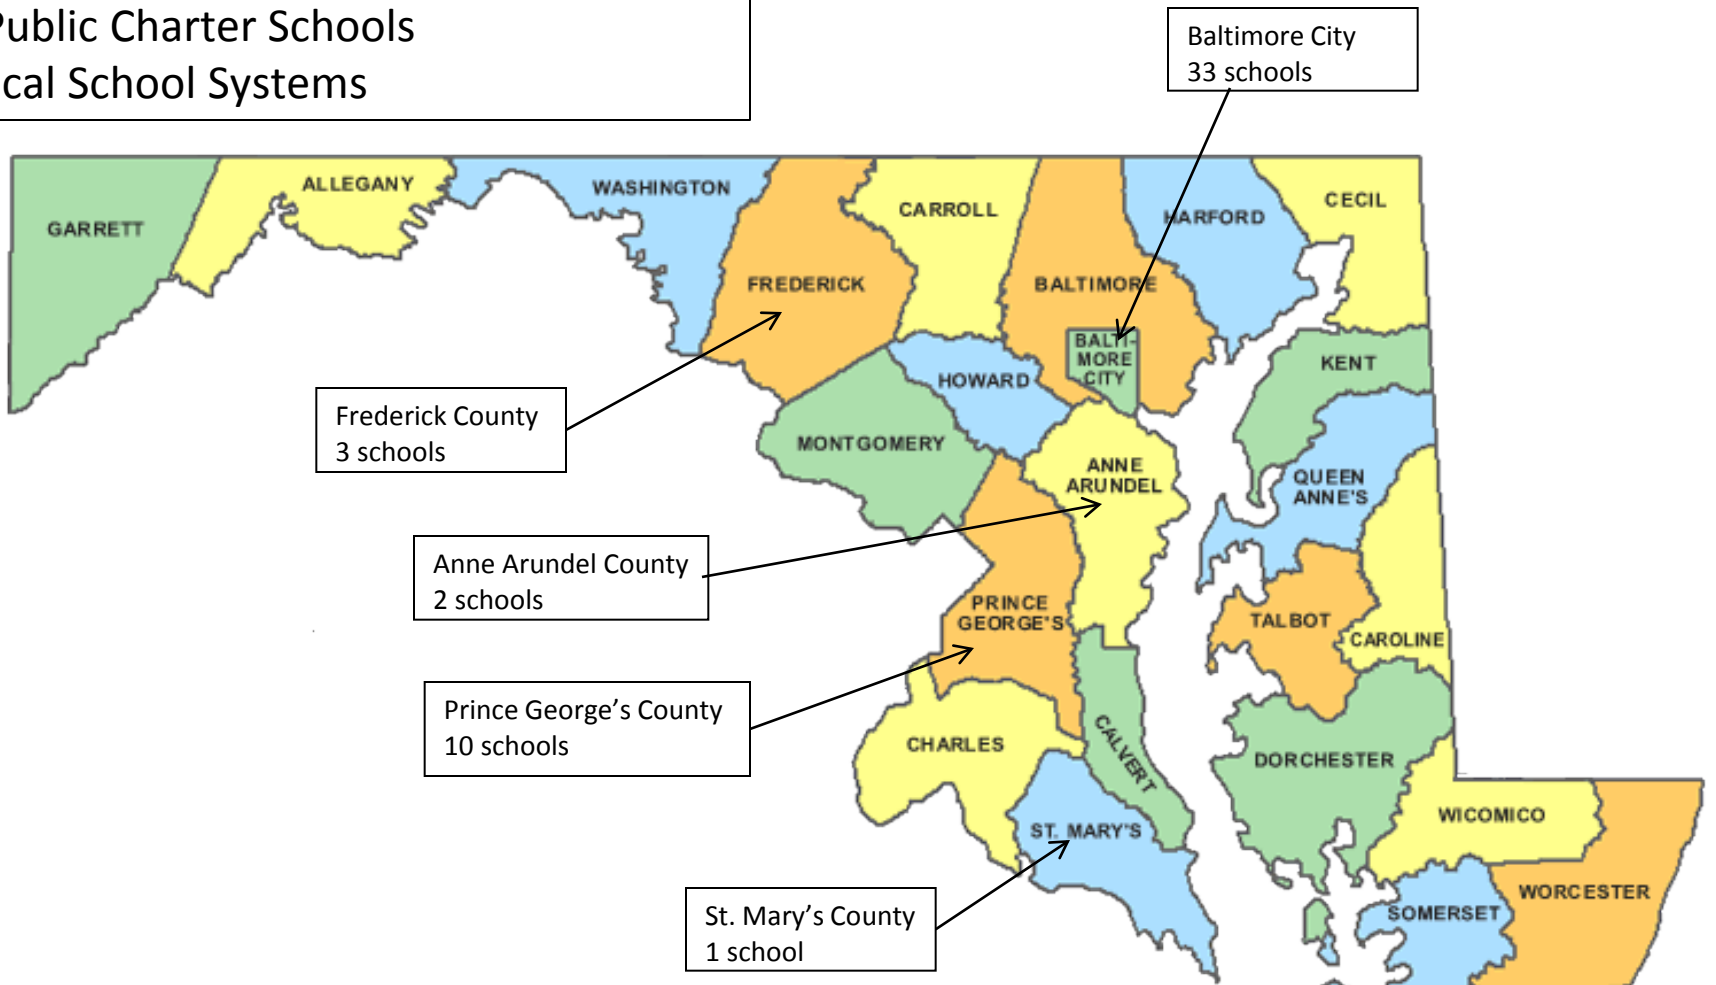 Public Charter Schools
cal School Systems
Baltimore City
33 schools
GARRETT
ALLEGANY
WASHINGTON
FREDERICK
CARROLL
BALTIMORE
HARFORD
CECIL
BALTI-
MORE
CITY
HOWARD
KENT
MONTGOMERY
Frederick County
3 schools
ANNE
ARUNDEL
QUEEN
ANNE'S
Anne Arundel County
2 schools
PRINCE
GEORGE'S
TALBOT
CAROLINE
Prince George’s County
10 schools
CHARLES
CALVERT
DORCHESTER
ST. MARY'S
WICOMICO
WORCESTER
SOMERSET
St. Mary’s County
1 school